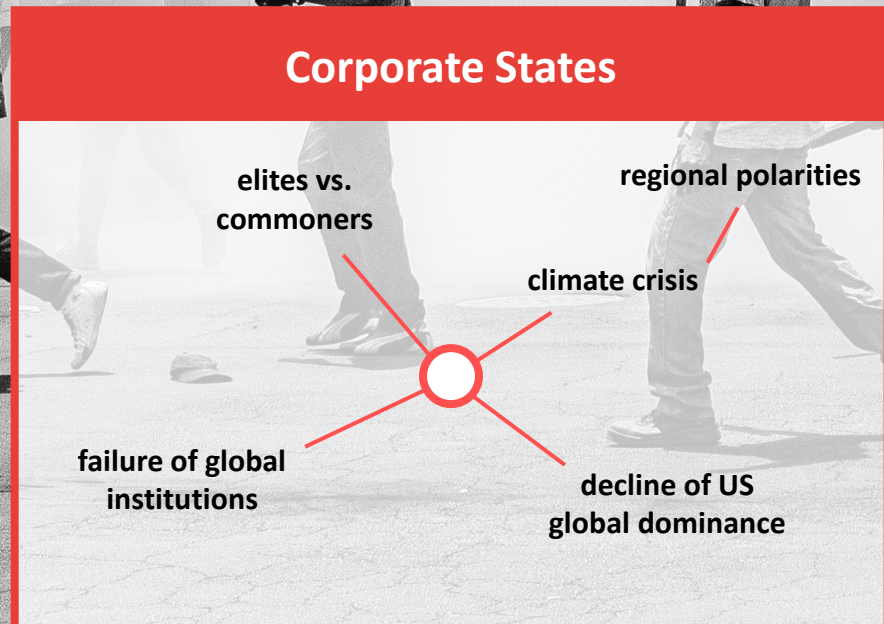 Corporate States
elites vs.
commoners
regional polarities
climate crisis
failure of global
institutions
decline of US
global dominance